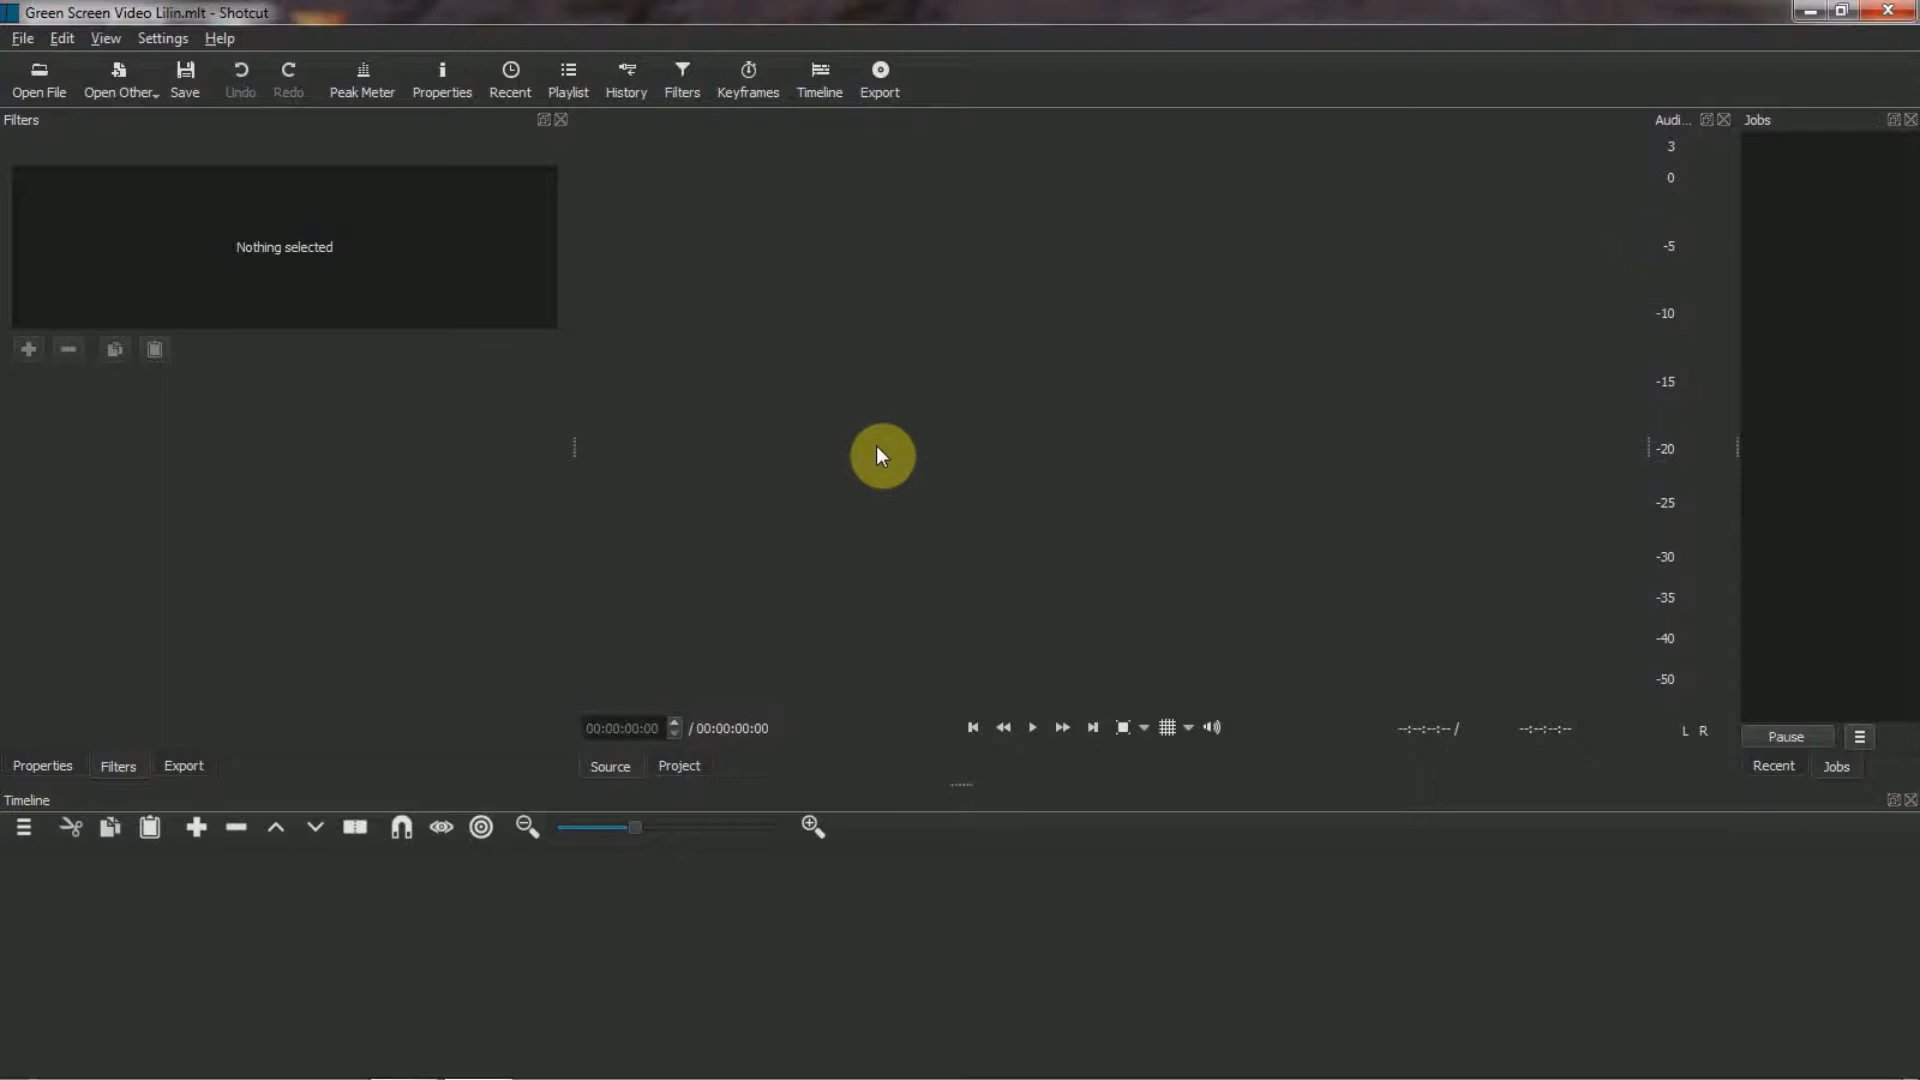 Green Screen Video Lilin.mlt - Shotcut
File Edit View Settings Help
Open File Open Other Save Undo Redo Peak Meter Properties Recent Playlist History Filters Keyframes Timeline Export
Filters
Audi...
Jobs
Nothing selected
3
0
-5
-10
-15
-20
-25
-30
-35
-40
-50
L R
00:00:00:00 / 00:00:00:00
--:--:--:-- / --:--:--:--
Pause
Properties Filters Export
Source Project
Recent Jobs
Timeline